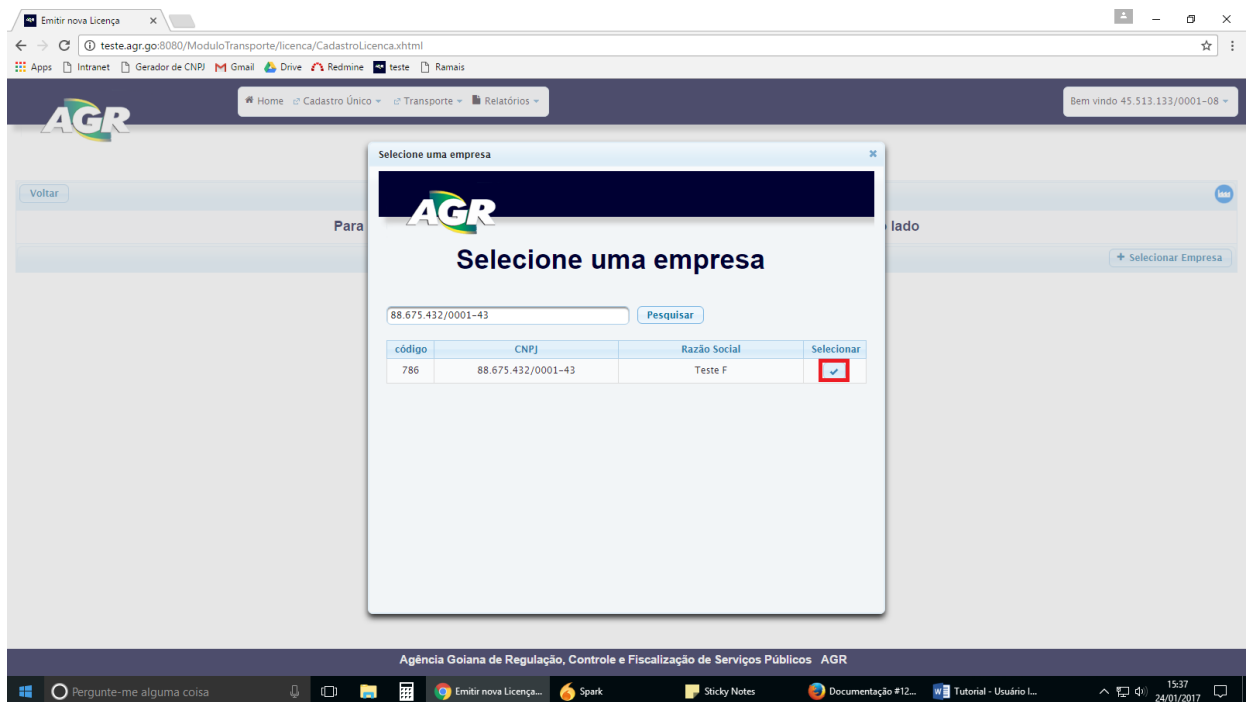 Emitir nova Licença
teste.agr.go:8080/ModuloTransporte/licenca/CadastroLicenca.xhtml
Apps Intranet Gerador de CNPJ Gmail Drive Redmine teste Ramais
AGR
Home Cadastro Único Transporte Relatórios
Bem vindo 45.513.133/0001-08
Selecione uma empresa
Voltar
Para
lado
+ Selecionar Empresa
AGR
Selecione uma empresa
88.675.432/0001-43 Pesquisar
código CNPJ Razão Social Selecionar
786 88.675.432/0001-43 Teste F
Agência Goiana de Regulação, Controle e Fiscalização de Serviços Públicos AGR
Pergunte-me alguma coisa
Emitir nova Licença... Spark Sticky Notes Documentação #12... Tutorial - Usuário I...
15:37
24/01/2017